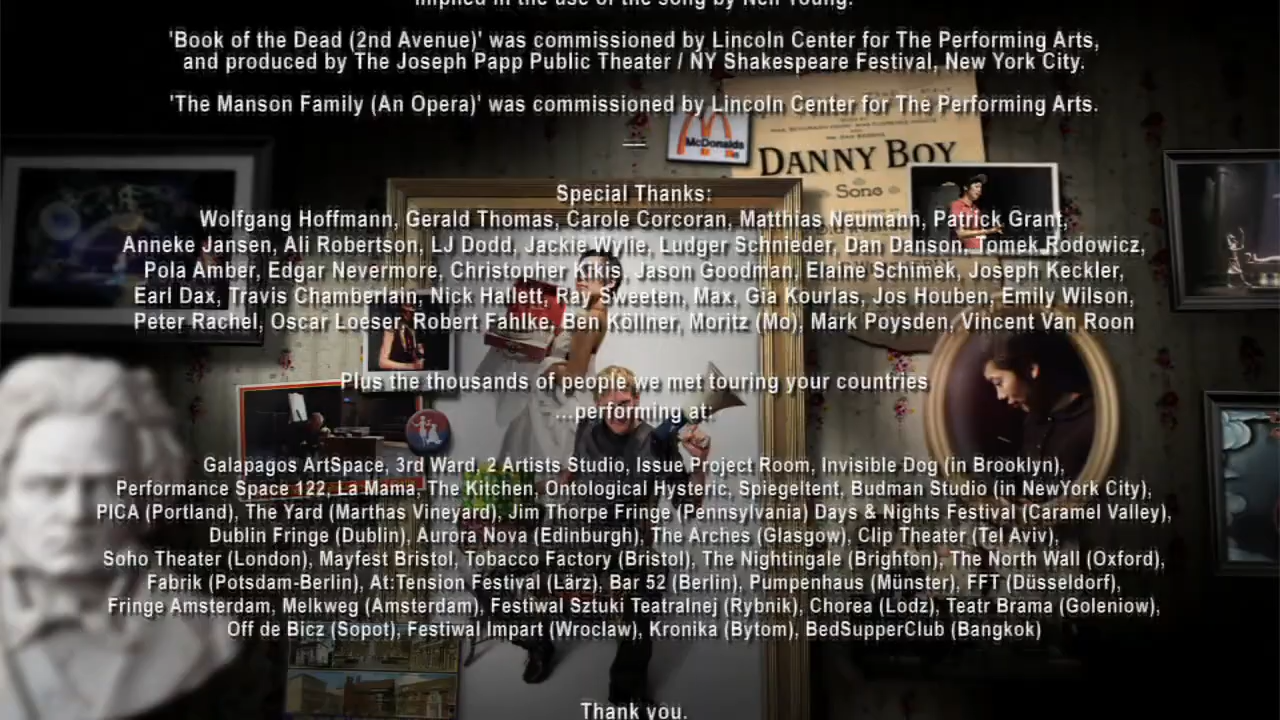 implied in the use of the song by Neil Young.
'Book of the Dead (2nd Avenue)' was commissioned by Lincoln Center for The Performing Arts,
and produced by The Joseph Papp Public Theater / NY Shakespeare Festival, New York City.
'The Manson Family (An Opera)' was commissioned by Lincoln Center for The Performing Arts.
McDonalds
DANNY BOY
Song
Special Thanks:
Wolfgang Hoffmann, Gerald Thomas, Carole Corcoran, Matthias Neumann, Patrick Grant,
Anneke Jansen, Ali Robertson, LJ Dodd, Jackie Wylie, Ludger Schnieder, Dan Danson, Tomek Rodowicz,
Pola Amber, Edgar Nevermore, Christopher Kikis, Jason Goodman, Elaine Schimek, Joseph Keckler,
Earl Dax, Travis Chamberlain, Nick Hallett, Ray Sweeten, Max, Gia Kourlas, Jos Houben, Emily Wilson,
Peter Rachel, Oscar Loeser, Robert Fahlke, Ben Köllner, Moritz (Mo), Mark Poysden, Vincent Van Roon
Plus the thousands of people we met touring your countries
...performing at:
Galapagos ArtSpace, 3rd Ward, 2 Artists Studio, Issue Project Room, Invisible Dog (in Brooklyn),
Performance Space 122, La Mama, The Kitchen, Ontological Hysteric, Spiegeltent, Budman Studio (in NewYork City),
PICA (Portland), The Yard (Marthas Vineyard), Jim Thorpe Fringe (Pennsylvania) Days & Nights Festival (Caramel Valley),
Dublin Fringe (Dublin), Aurora Nova (Edinburgh), The Arches (Glasgow), Clip Theater (Tel Aviv),
Soho Theater (London), Mayfest Bristol, Tobacco Factory (Bristol), The Nightingale (Brighton), The North Wall (Oxford),
Fabrik (Potsdam-Berlin), At:Tension Festival (Lärz), Bar 52 (Berlin), Pumpenhaus (Münster), FFT (Düsseldorf),
Fringe Amsterdam, Melkweg (Amsterdam), Festiwal Sztuki Teatralnej (Rybnik), Chorea (Lodz), Teatr Brama (Goleniow),
Off de Bicz (Sopot), Festiwal Impart (Wroclaw), Kronika (Bytom), BedSupperClub (Bangkok)
Thank you.